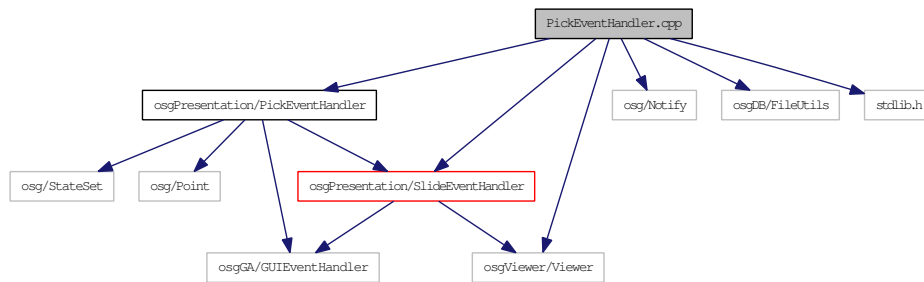 PickEventHandler.cpp
osgPresentation/PickEventHandler
osg/Notify
osgDB/FileUtils
stdlib.h
osg/StateSet
osg/Point
osgPresentation/SlideEventHandler
osgGA/GUIEventHandler
osgViewer/Viewer